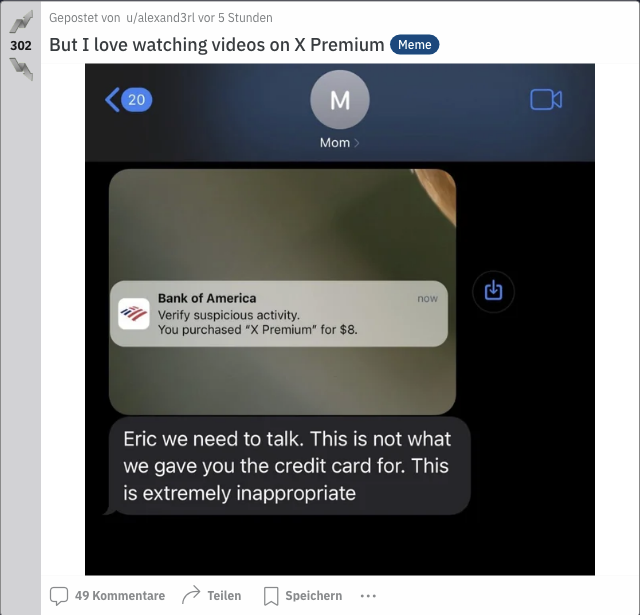 Gepostet von u/alexand3rl vor 5 Stunden
302
But I love watching videos on X Premium Meme
20
M
Mom
Bank of America now
Verify suspicious activity.
You purchased “X Premium” for $8.
Eric we need to talk. This is not what
we gave you the credit card for. This
is extremely inappropriate
49 Kommentare Teilen Speichern